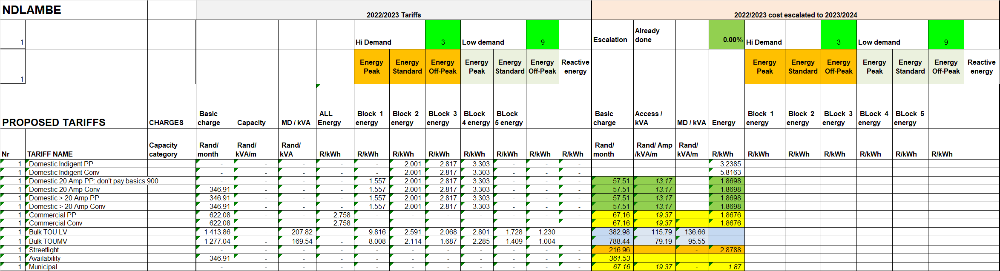 NDLAMBE
2022/2023 Tariffs
2022/2023 cost escalated to 2023/2024
1 Hi Demand 3 Low demand 9 Escalation Already done 0.00% Hi Demand 3 Low demand 9
1 Energy Peak Energy Standard Energy Off-Peak Energy Peak Energy Standard Energy Off-Peak Reactive energy Energy Peak Energy Standard Energy Off-Peak Energy Peak Energy Standard Energy Off-Peak Reactive energy
PROPOSED TARIFFS CHARGES Basic charge Capacity MD / kVA ALL Energy Block 1 energy Block 2 energy BLock 3 energy BLock 4 energy BLock 5 energy Basic charge Access / kVA MD / kVA Energy Block 1 energy Block 2 energy BLock 3 energy BLock 4 energy BLock 5 energy
Nr TARIFF NAME Capacity category Rand/ month Rand/ kVA/m Rand/ kVA R/kWh R/kWh R/kWh R/kWh R/kWh R/kWh R/kWh R/kWh Rand/ month Rand/ Amp /kVA/m Rand/ kVA/m R/kWh R/kWh R/kWh R/kWh R/kWh R/kWh R/kWh
1 Domestic Indigent PP - - - - - 2.001 2.817 3.303 - - - 3.2385
1 Domestic Indigent Conv - - - - - 2.001 2.817 3.303 - - - 5.8163
1 Domestic 20 Amp PP: don't pay basics 900 - - - - 1.557 2.001 2.817 3.303 - - - 57.51 13.17 1.8698
1 Domestic 20 Amp Conv 346.91 - - - 1.557 2.001 2.817 3.303 - - - 57.51 13.17 1.8698
1 Domestic > 20 Amp PP 346.91 - - - 1.557 2.001 2.817 3.303 - - - 57.51 13.17 1.8698
1 Domestic > 20 Amp Conv 346.91 - - - 1.557 2.001 2.817 3.303 - - - 57.51 13.17 1.8698
1 Commercial PP 622.08 - - 2.758 - - - - - - - 67.16 19.37 1.8676
1 Commercial Conv 622.08 - - 2.758 - - - - - - - 67.16 19.37 - 1.8676
1 Bulk TOU LV 1 413.86 - 207.82 - 9.816 2.591 2.068 2.801 1.728 1.230 382.98 115.79 136.66
1 Bulk TOUMV 1 277.04 - 169.54 - 8.008 2.114 1.687 2.285 1.409 1.004 788.44 79.19 95.55
1 Streetlight - - - - - - - - - - - 216.96 - 2.8788
1 Availability 346.91 - - - - - - - - - - 361.53
1 Municipal - - - - - - - - - - - 67.16 19.37 - 1.87